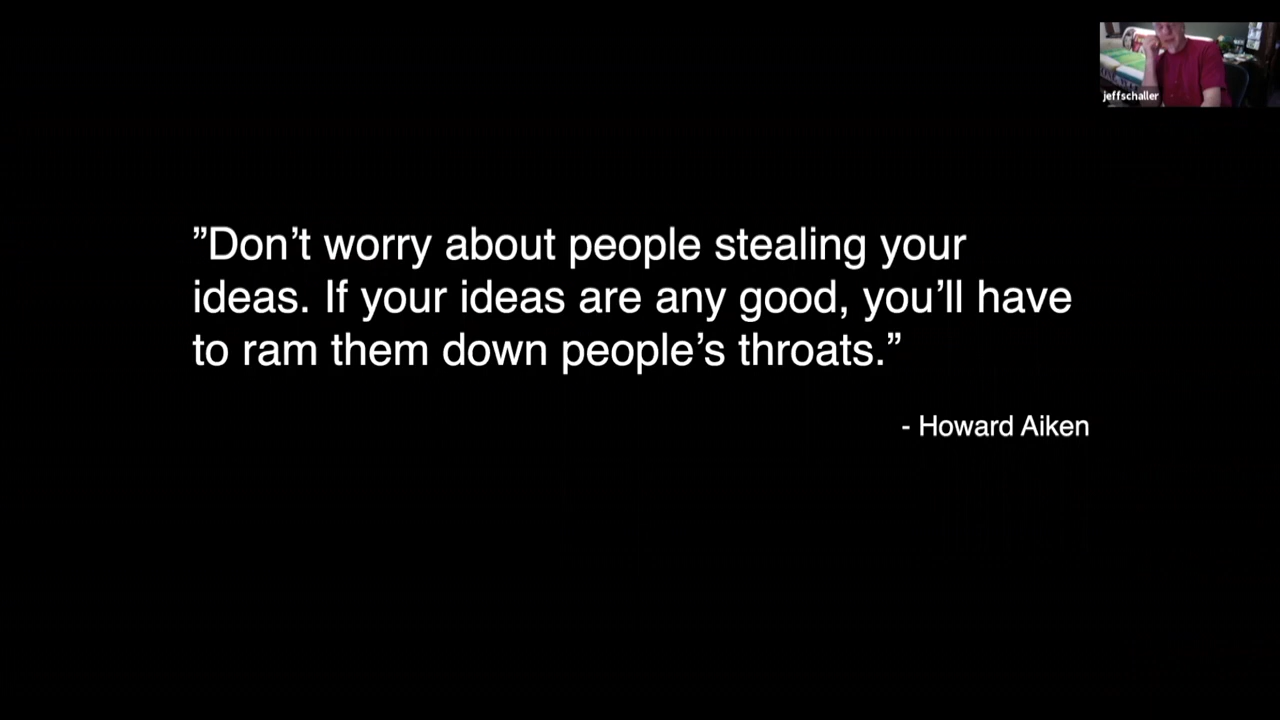 jeffschaller
”Don’t worry about people stealing your
ideas. If your ideas are any good, you’ll have
to ram them down people’s throats.”
- Howard Aiken